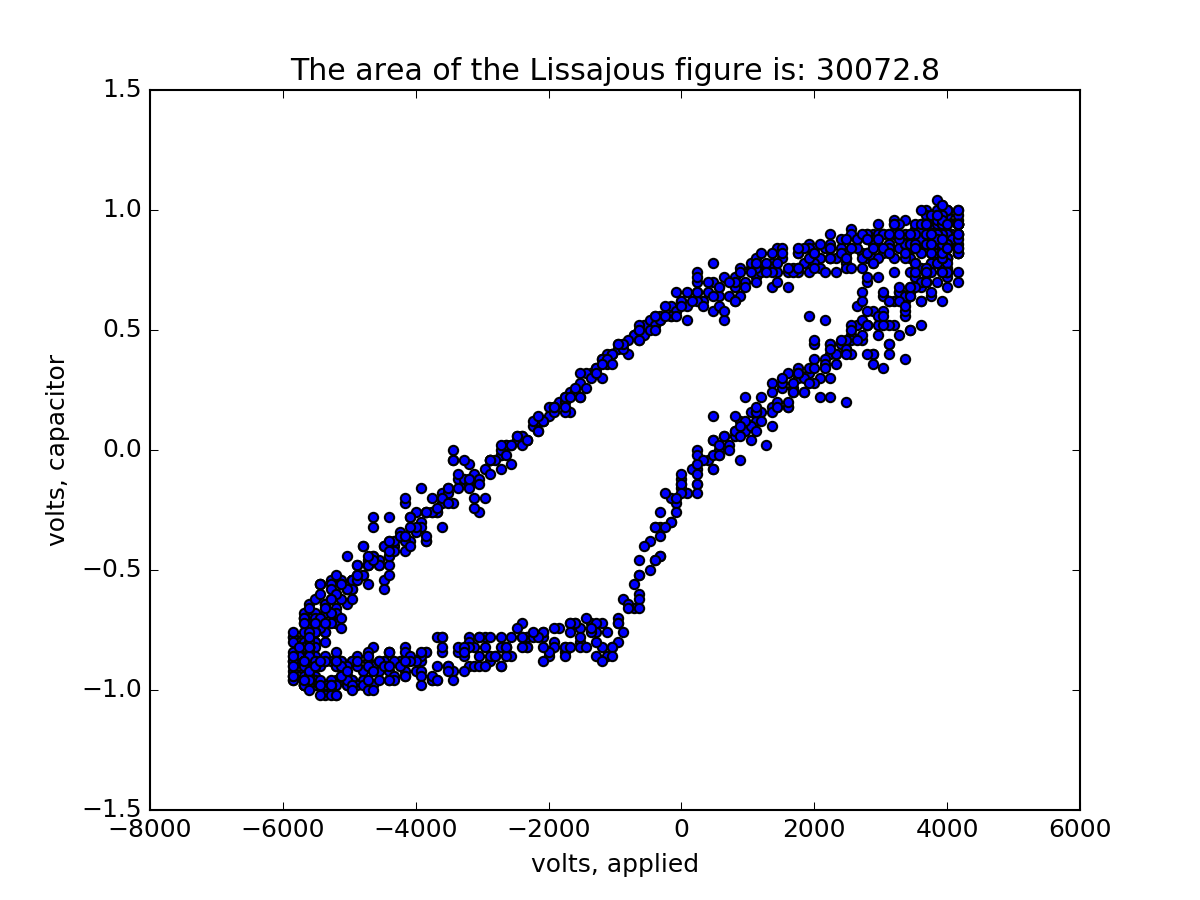 The area of the Lissajous figure is: 30072.8
1.5
1.0
0.5
0.0
−0.5
−1.0
−1.5
volts, capacitor
−8000 −6000 −4000 −2000 0 2000 4000 6000
volts, applied